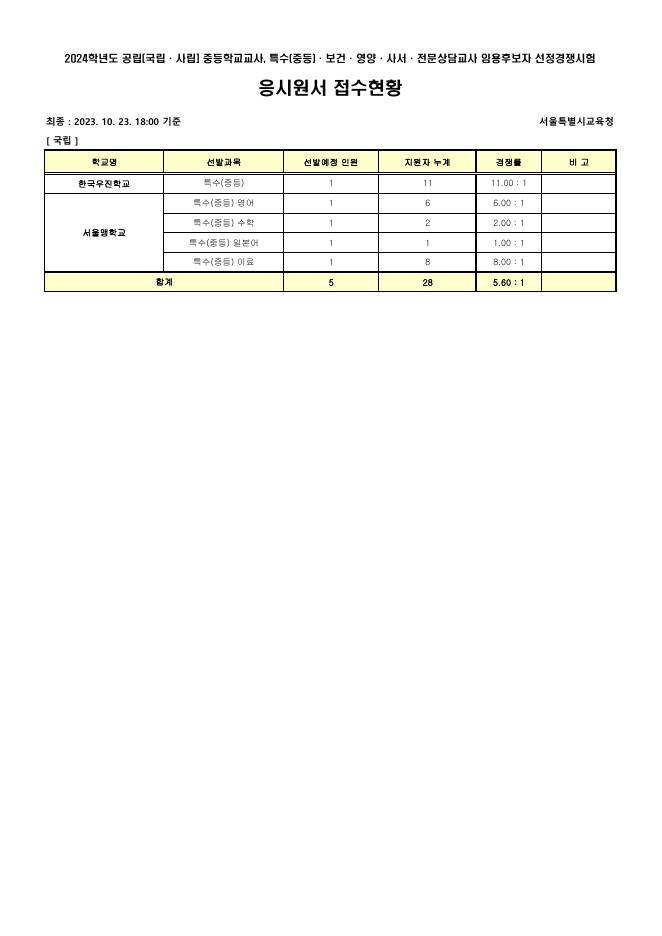 2024학년도 공립(국립ㆍ사립) 중등학교교사, 특수(중등)ㆍ보건ㆍ영양ㆍ사서ㆍ전문상담교사 임용후보자 선정경쟁시험
응시원서 접수현황
최종 : 2023. 10. 23. 18:00 기준 서울특별시교육청
[ 국립 ]
학교명 선발과목 선발예정 인원 지원자 누계 경쟁률 비 고
한국우진학교 특수(중등) 1 11 11.00 : 1
서울맹학교
특수(중등) 영어 1 6 6.00 : 1
특수(중등) 수학 1 2 2.00 : 1
특수(중등) 일본어 1 1 1.00 : 1
특수(중등) 이료 1 8 8.00 : 1
합계 5 28 5.60 : 1